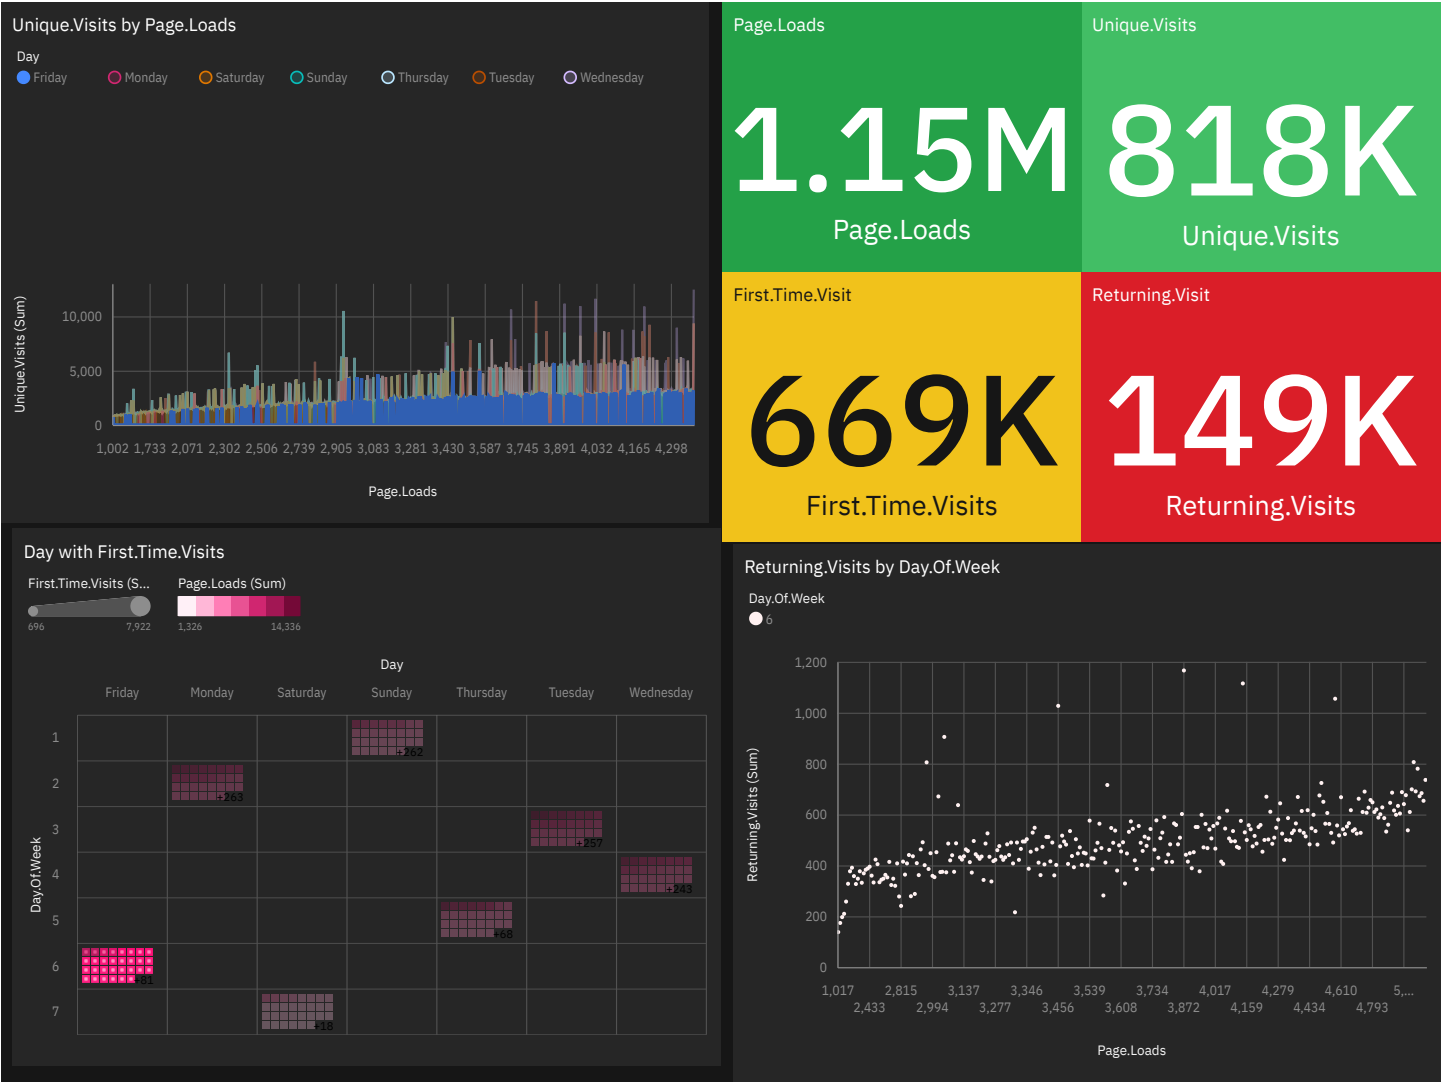 Unique.Visits by Page.Loads
Day
Friday Monday Saturday Sunday Thursday Tuesday Wednesday
Unique.Visits (Sum)
10,000
5,000
0
1,002 1,733 2,071 2,302 2,506 2,739 2,905 3,083 3,281 3,430 3,587 3,745 3,891 4,032 4,165 4,298
Page.Loads
Page.Loads
1.15M
Page.Loads
Unique.Visits
818K
Unique.Visits
First.Time.Visit
669K
First.Time.Visits
Returning.Visit
149K
Returning.Visits
Day with First.Time.Visits
First.Time.Visits (S... Page.Loads (Sum)
696 7,922 1,326 14,336
Day
Friday Monday Saturday Sunday Thursday Tuesday Wednesday
Day.Of.Week
1 +262
2 +263
3 +257
4 +243
5 +68
6 +81
7 +18
Returning.Visits by Day.Of.Week
Day.Of.Week
6
Returning.Visits (Sum)
1,200
1,000
800
600
400
200
0
1,017 2,815 3,137 3,346 3,539 3,734 4,017 4,279 4,610 5,...
2,433 2,994 3,277 3,456 3,608 3,872 4,159 4,434 4,793
Page.Loads